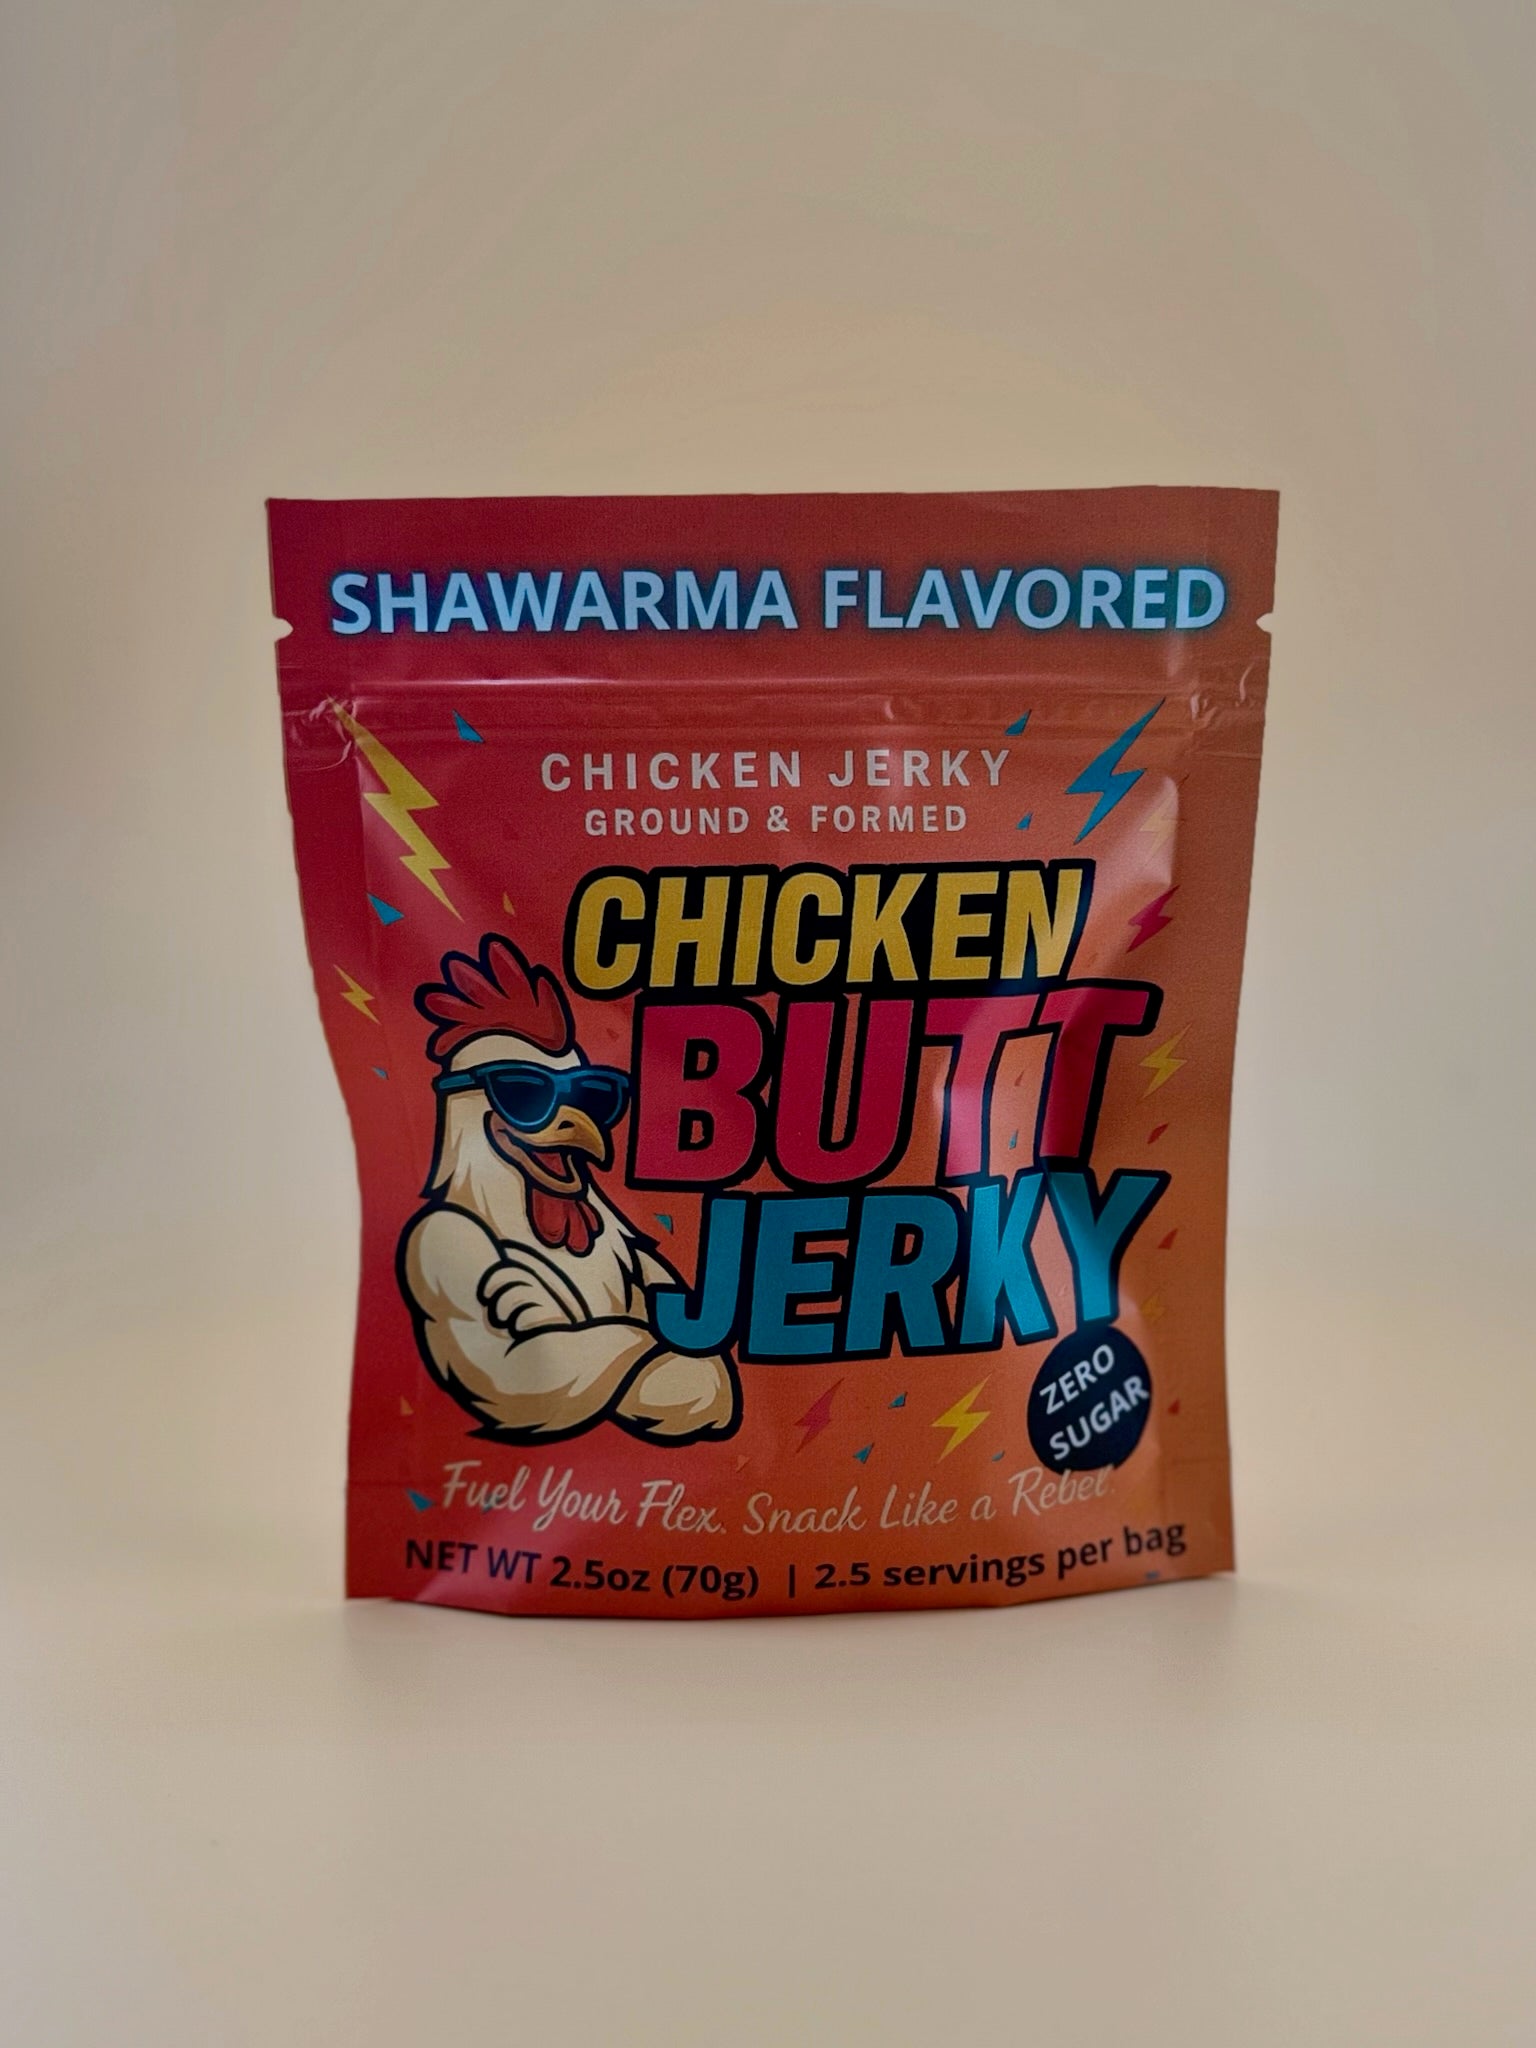 SHAWARMA FLAVORED
CHICKEN JERKY
GROUND & FORMED
CHICKEN
BUTT
JERKY
ZERO
SUGAR
Fuel Your Flex. Snack Like a Rebel.
NET WT 2.5oz (70g) | 2.5 servings per bag